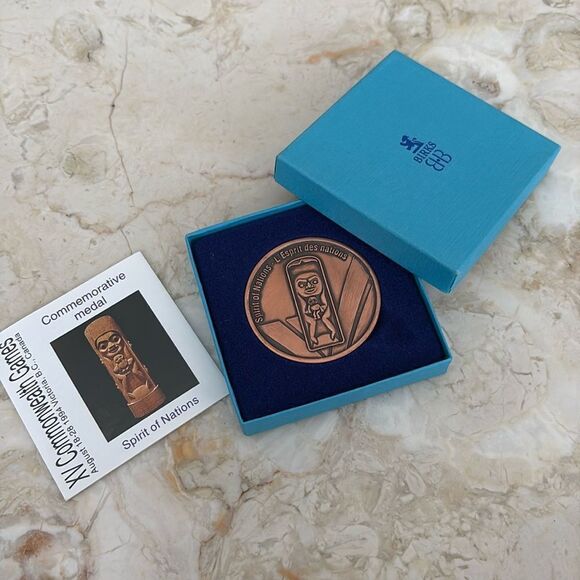 BIRKS
Spirit of Nations - L'Esprit des nations
Commemorative
medal
XV Commonwealth Games
August 18-28 1994 Victoria, B.C. Canada
Spirit of Nations